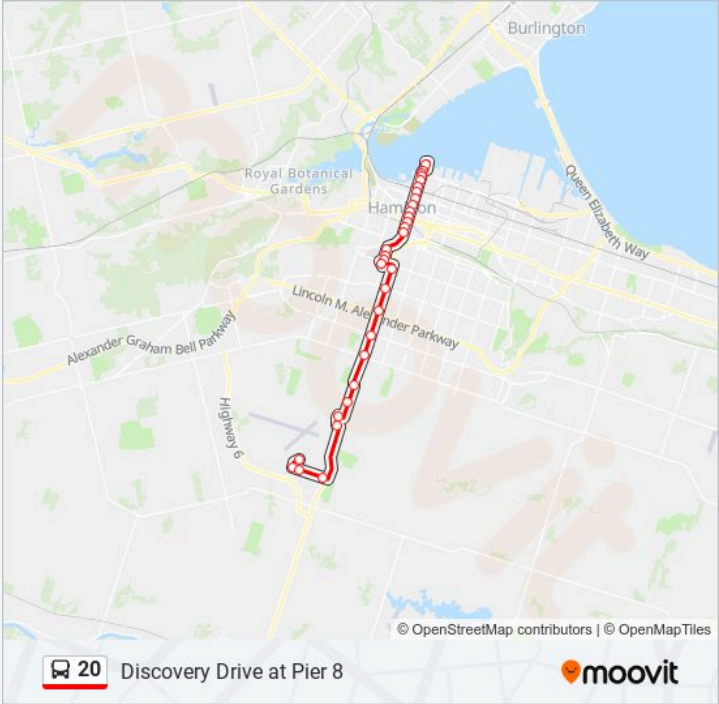 Burlington
Royal Botanical
Gardens
Hamilton
Queen Elizabeth Way
Lincoln M. Alexander Parkway
Alexander Graham Bell Parkway
Highway 6
© OpenStreetMap contributors | © OpenMapTiles
20 Discovery Drive at Pier 8
moovit